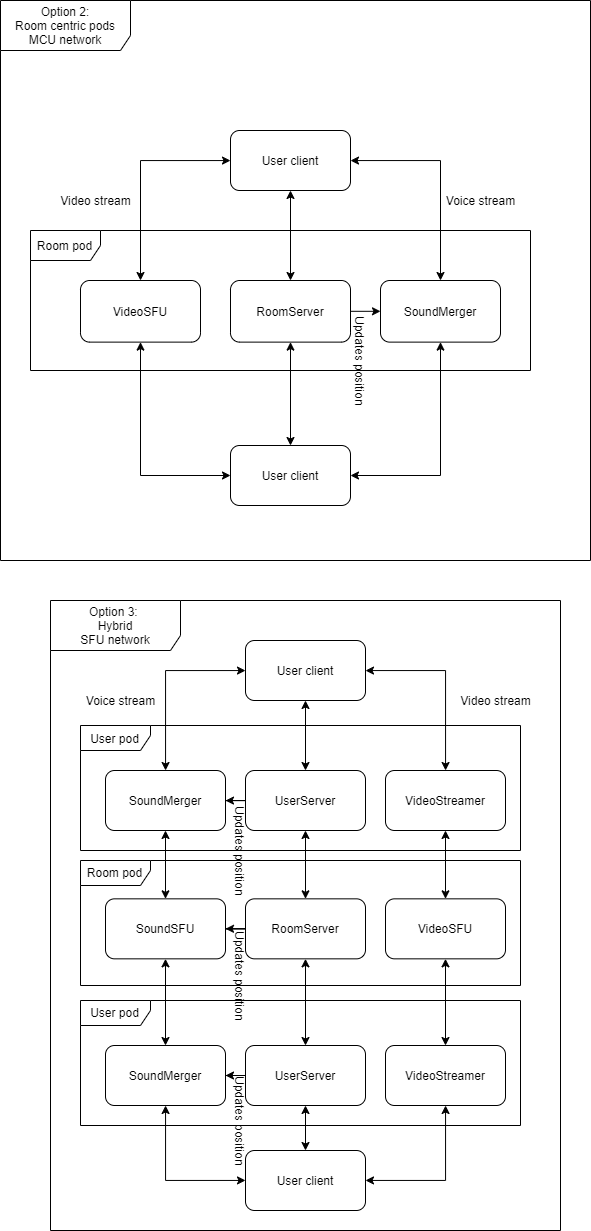 Option 2:
Room centric pods
MCU network
User client
Video stream
Voice stream
Room pod
VideoSFU
RoomServer
SoundMerger
Updates position
User client
Option 3:
Hybrid
SFU network
User client
Voice stream
Video stream
User pod
SoundMerger
UserServer
VideoStreamer
Updates position
Room pod
SoundSFU
RoomServer
VideoSFU
Updates position
User pod
SoundMerger
UserServer
VideoStreamer
Updates position
User client